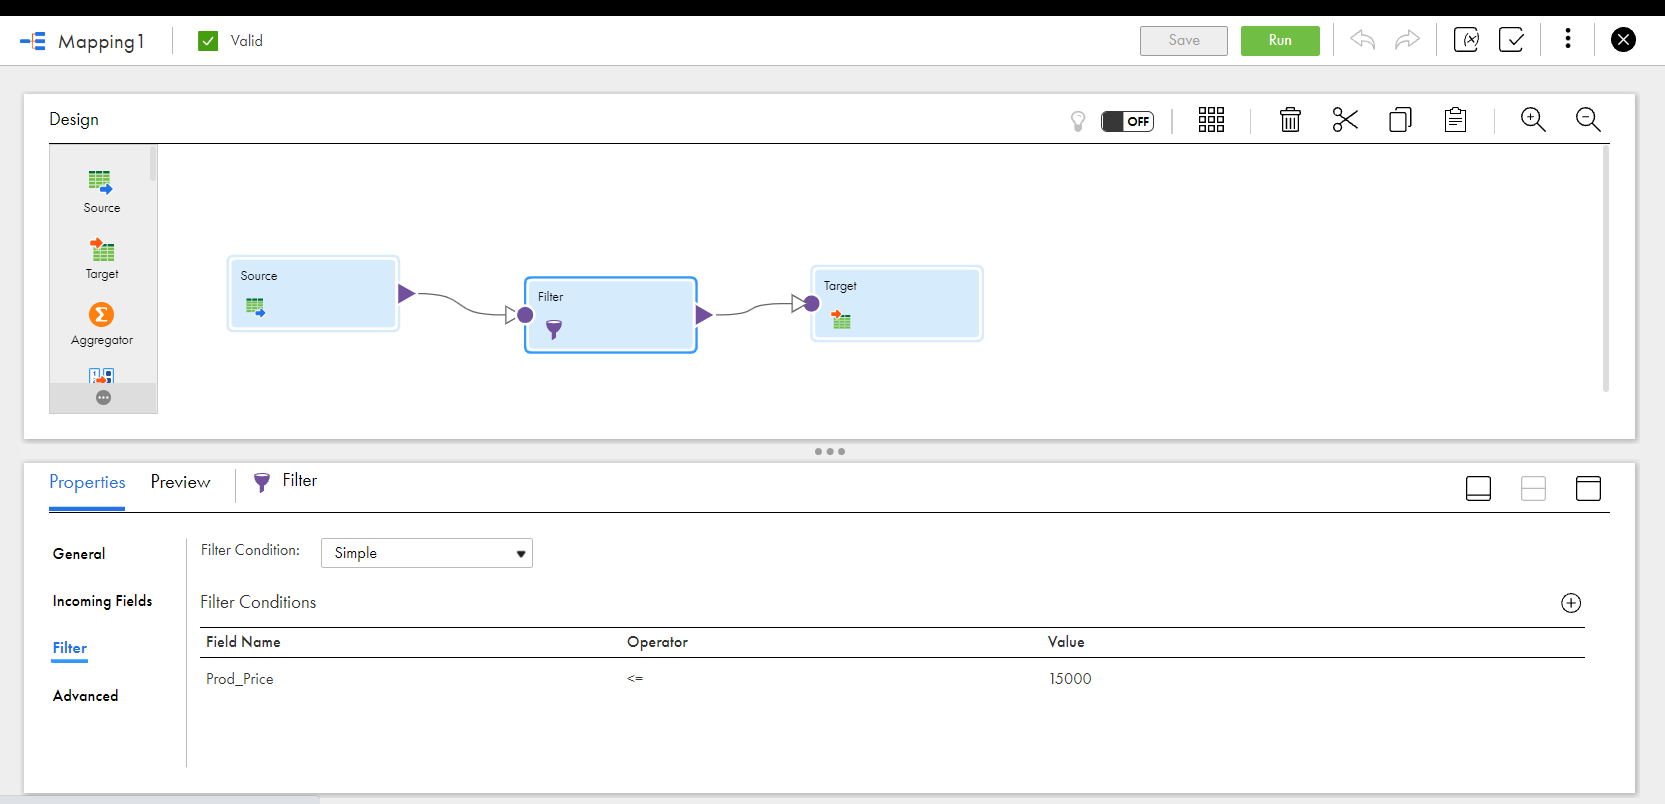 Mapping1
Valid
Save
Run
Design
OFF
Source
Target
Aggregator
Source
Filter
Target
Properties
Preview
Filter
General
Incoming Fields
Filter
Advanced
Filter Condition:
Simple
Filter Conditions
Field Name
Operator
Value
Prod_Price
<=
15000